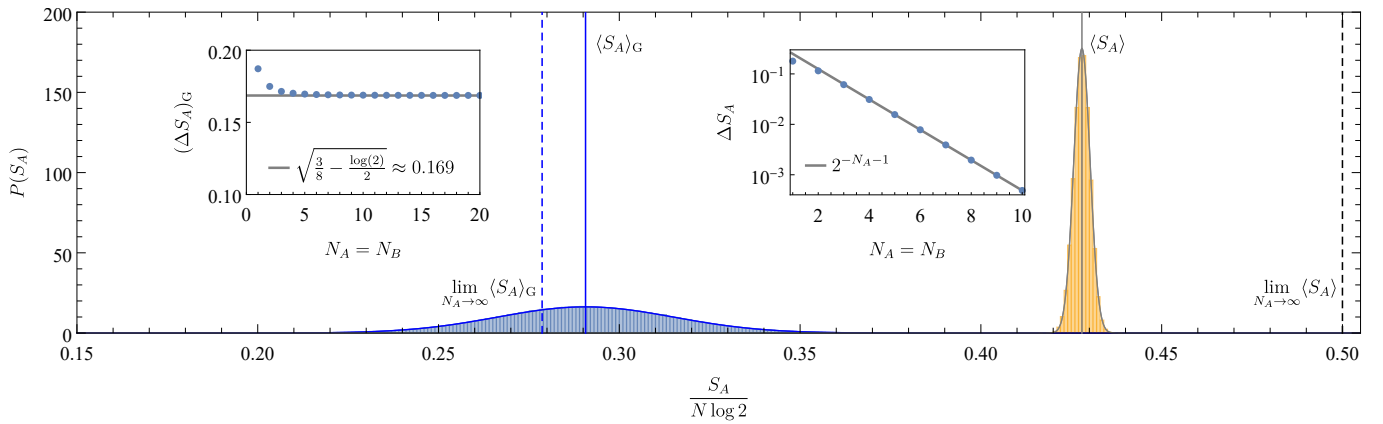 200
150
100
50
0
P(S_A)
0.15
0.20
0.25
0.30
0.35
0.40
0.45
0.50
S_A / (N log 2)
⟨S_A⟩_G
⟨S_A⟩
lim_{N_A→∞} ⟨S_A⟩_G
lim_{N_A→∞} ⟨S_A⟩
0.20
0.15
0.10
(ΔS_A)_G
√(3/8 − log(2)/2) ≈ 0.169
0 5 10 15 20
N_A = N_B
10^{-1}
10^{-2}
10^{-3}
ΔS_A
2^{-N_A-1}
2 4 6 8 10
N_A = N_B